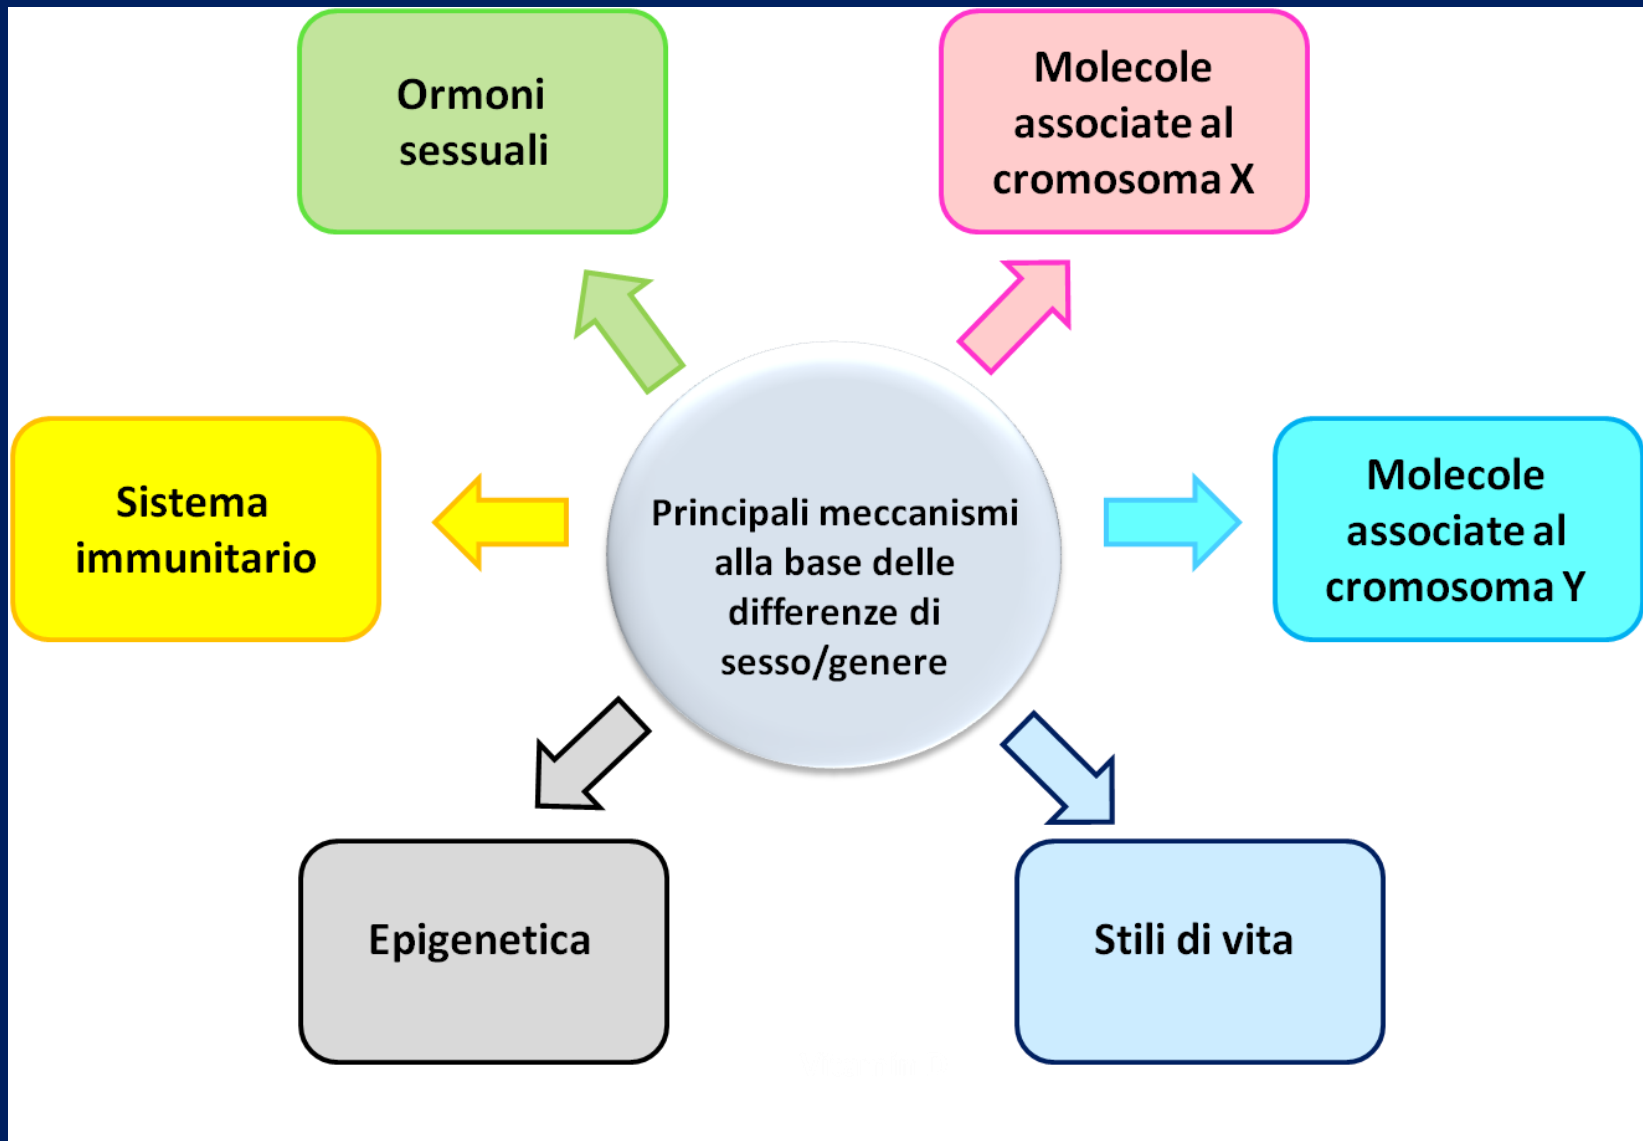 Ormoni
sessuali
Molecole
associate al
cromosoma X
Sistema
immunitario
Principali meccanismi
alla base delle
differenze di
sesso/genere
Molecole
associate al
cromosoma Y
Epigenetica
Stili di vita